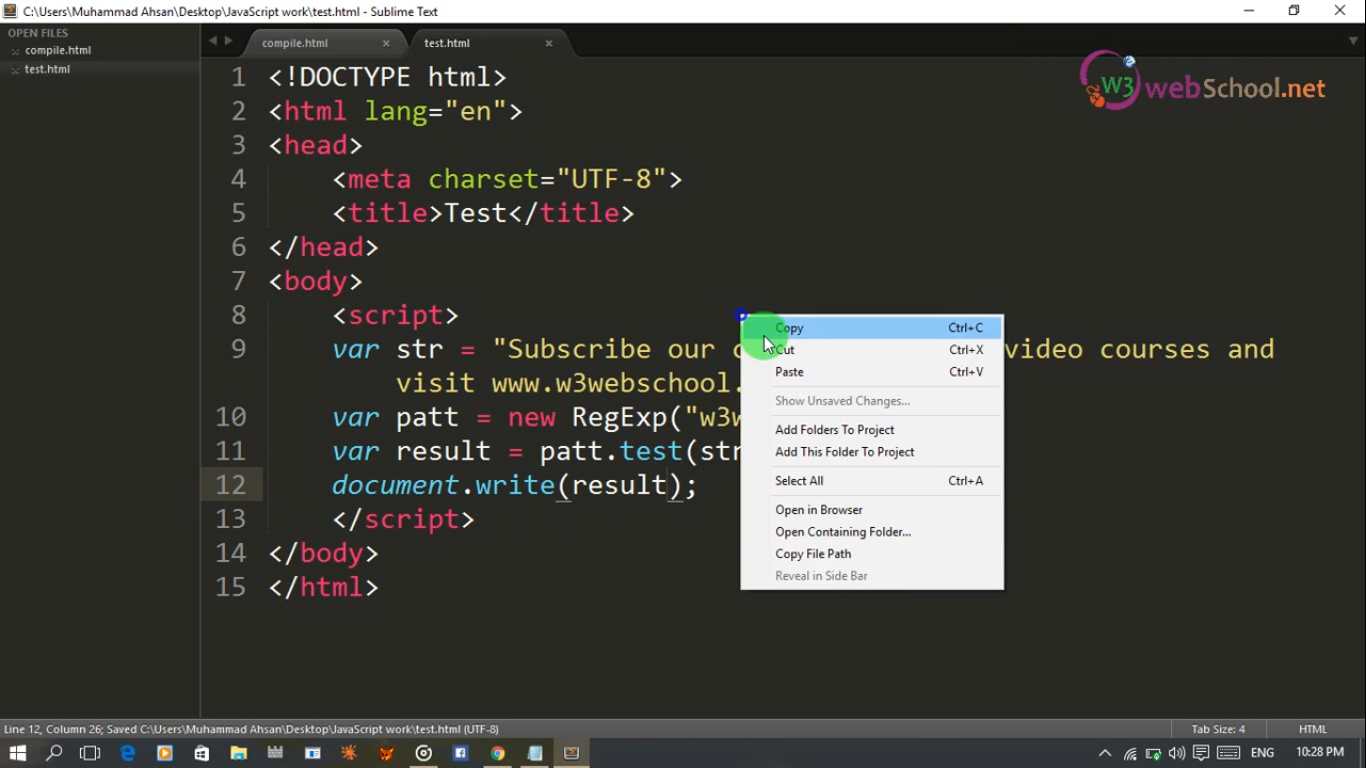 C:\Users\Muhammad Ahsan\Desktop\JavaScript work\test.html - Sublime Text
OPEN FILES
compile.html
test.html
compile.html
test.html
W3 webSchool.net
1 <!DOCTYPE html>
2 <html lang="en">
3 <head>
4 <meta charset="UTF-8">
5 <title>Test</title>
6 </head>
7 <body>
8 <script>
9 var str = "Subscribe our video courses and
visit www.w3webschool.
10 var patt = new RegExp("w3w
11 var result = patt.test(str
12 document.write(result);
13 </script>
14 </body>
15 </html>
Copy Ctrl+C
Cut Ctrl+X
Paste Ctrl+V
Show Unsaved Changes...
Add Folders To Project
Add This Folder To Project
Select All Ctrl+A
Open in Browser
Open Containing Folder...
Copy File Path
Reveal in Side Bar
Line 12, Column 26; Saved C:\Users\Muhammad Ahsan\Desktop\JavaScript work\test.html (UTF-8)
Tab Size: 4
HTML
ENG
10:28 PM